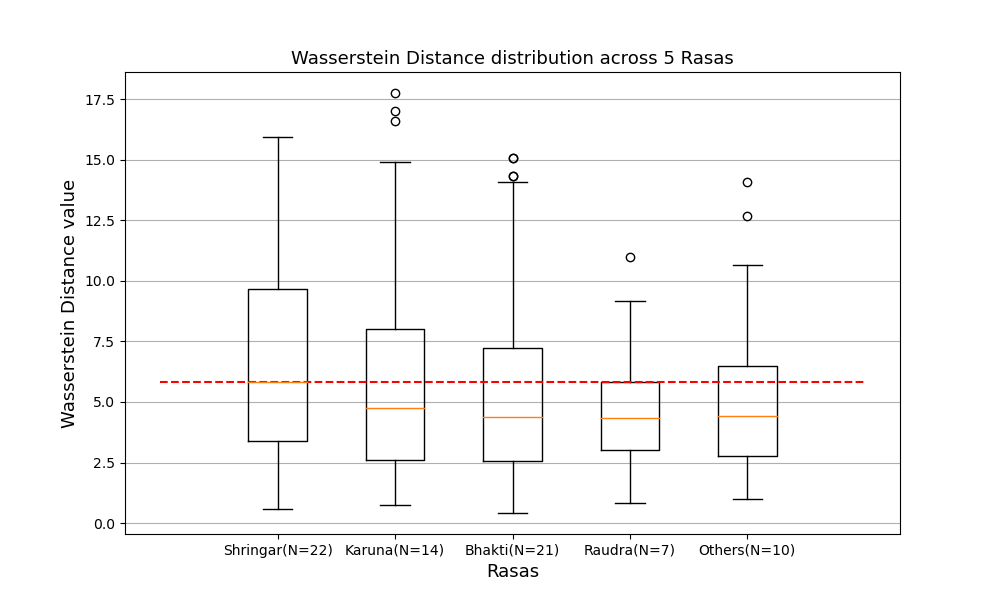 Wasserstein Distance distribution across 5 Rasas
17.5
15.0
12.5
10.0
7.5
5.0
2.5
0.0
Wasserstein Distance value
Shringar(N=22) Karuna(N=14) Bhakti(N=21) Raudra(N=7) Others(N=10)
Rasas